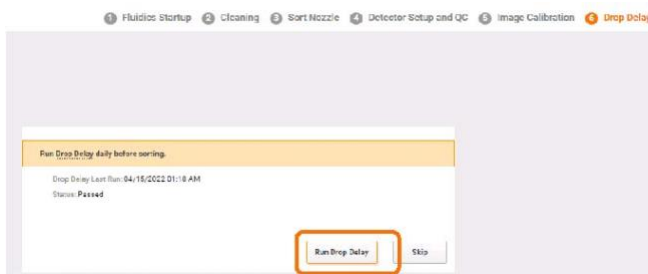 1 Fluidics Startup 2 Cleaning 3 Sort Nozzle 4 Detector Setup and QC 5 Image Calibration 6 Drop Delay
Run Drop Delay daily before sorting.
Drop Delay Last Run: 04/15/2022 01:18 AM
Status: Passed
Run Drop Delay Skip